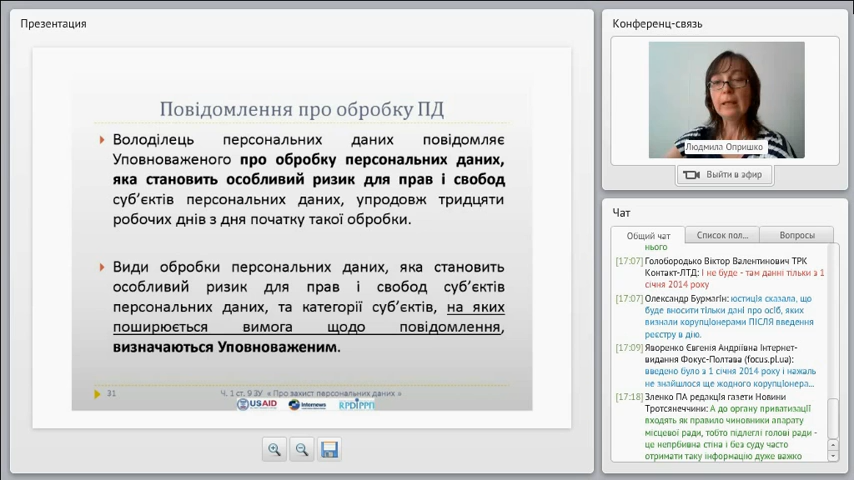 Презентация
Повідомлення про обробку ПД
Володілець персональних даних повідомляє
Уповноваженого про обробку персональних даних,
яка становить особливий ризик для прав і свобод
суб’єктів персональних даних, упродовж тридцяти
робочих днів з дня початку такої обробки.
Види обробки персональних даних, яка становить
особливий ризик для прав і свобод суб’єктів
персональних даних, та категорії суб’єктів, на яких
поширюється вимога щодо повідомлення,
визначаються Уповноваженим.
31
Ч. 1 ст. 9 ЗУ « Про захист персональних даних »
USAID
Internews
Конференц-связь
Людмила Опришко
Выйти в эфир
Чат
Общий чат
Список пол...
Вопросы
нього
[17:07] Голобородько Віктор Валентинович ТРК
Контакт-ЛТД: І не буде - там данні тільки з 1
січня 2014 року
[17:07] Олександр Бурмагін: юстиція сказала, що
буде вносити тільки дані про осіб, яких
визнали корупціонерами ПІСЛЯ введення
реєстру в дію.
[17:09] Яворенко Євгенія Андріївна Інтернет-
видання Фокус-Полтава (focus.pl.ua):
введено було з 1 січня 2014 року і нажаль
не знайшлося ще жодного корупціонера...
[17:18] Зленко ПА редакція газети Новини
Тротсянеччини: А до органу приватизації
входять як правило чиновники апарату
місцевої ради, тобто підлеглі голові ради -
це непрбивна стіна і без суду часто
отримати таку інформацію дуже важко